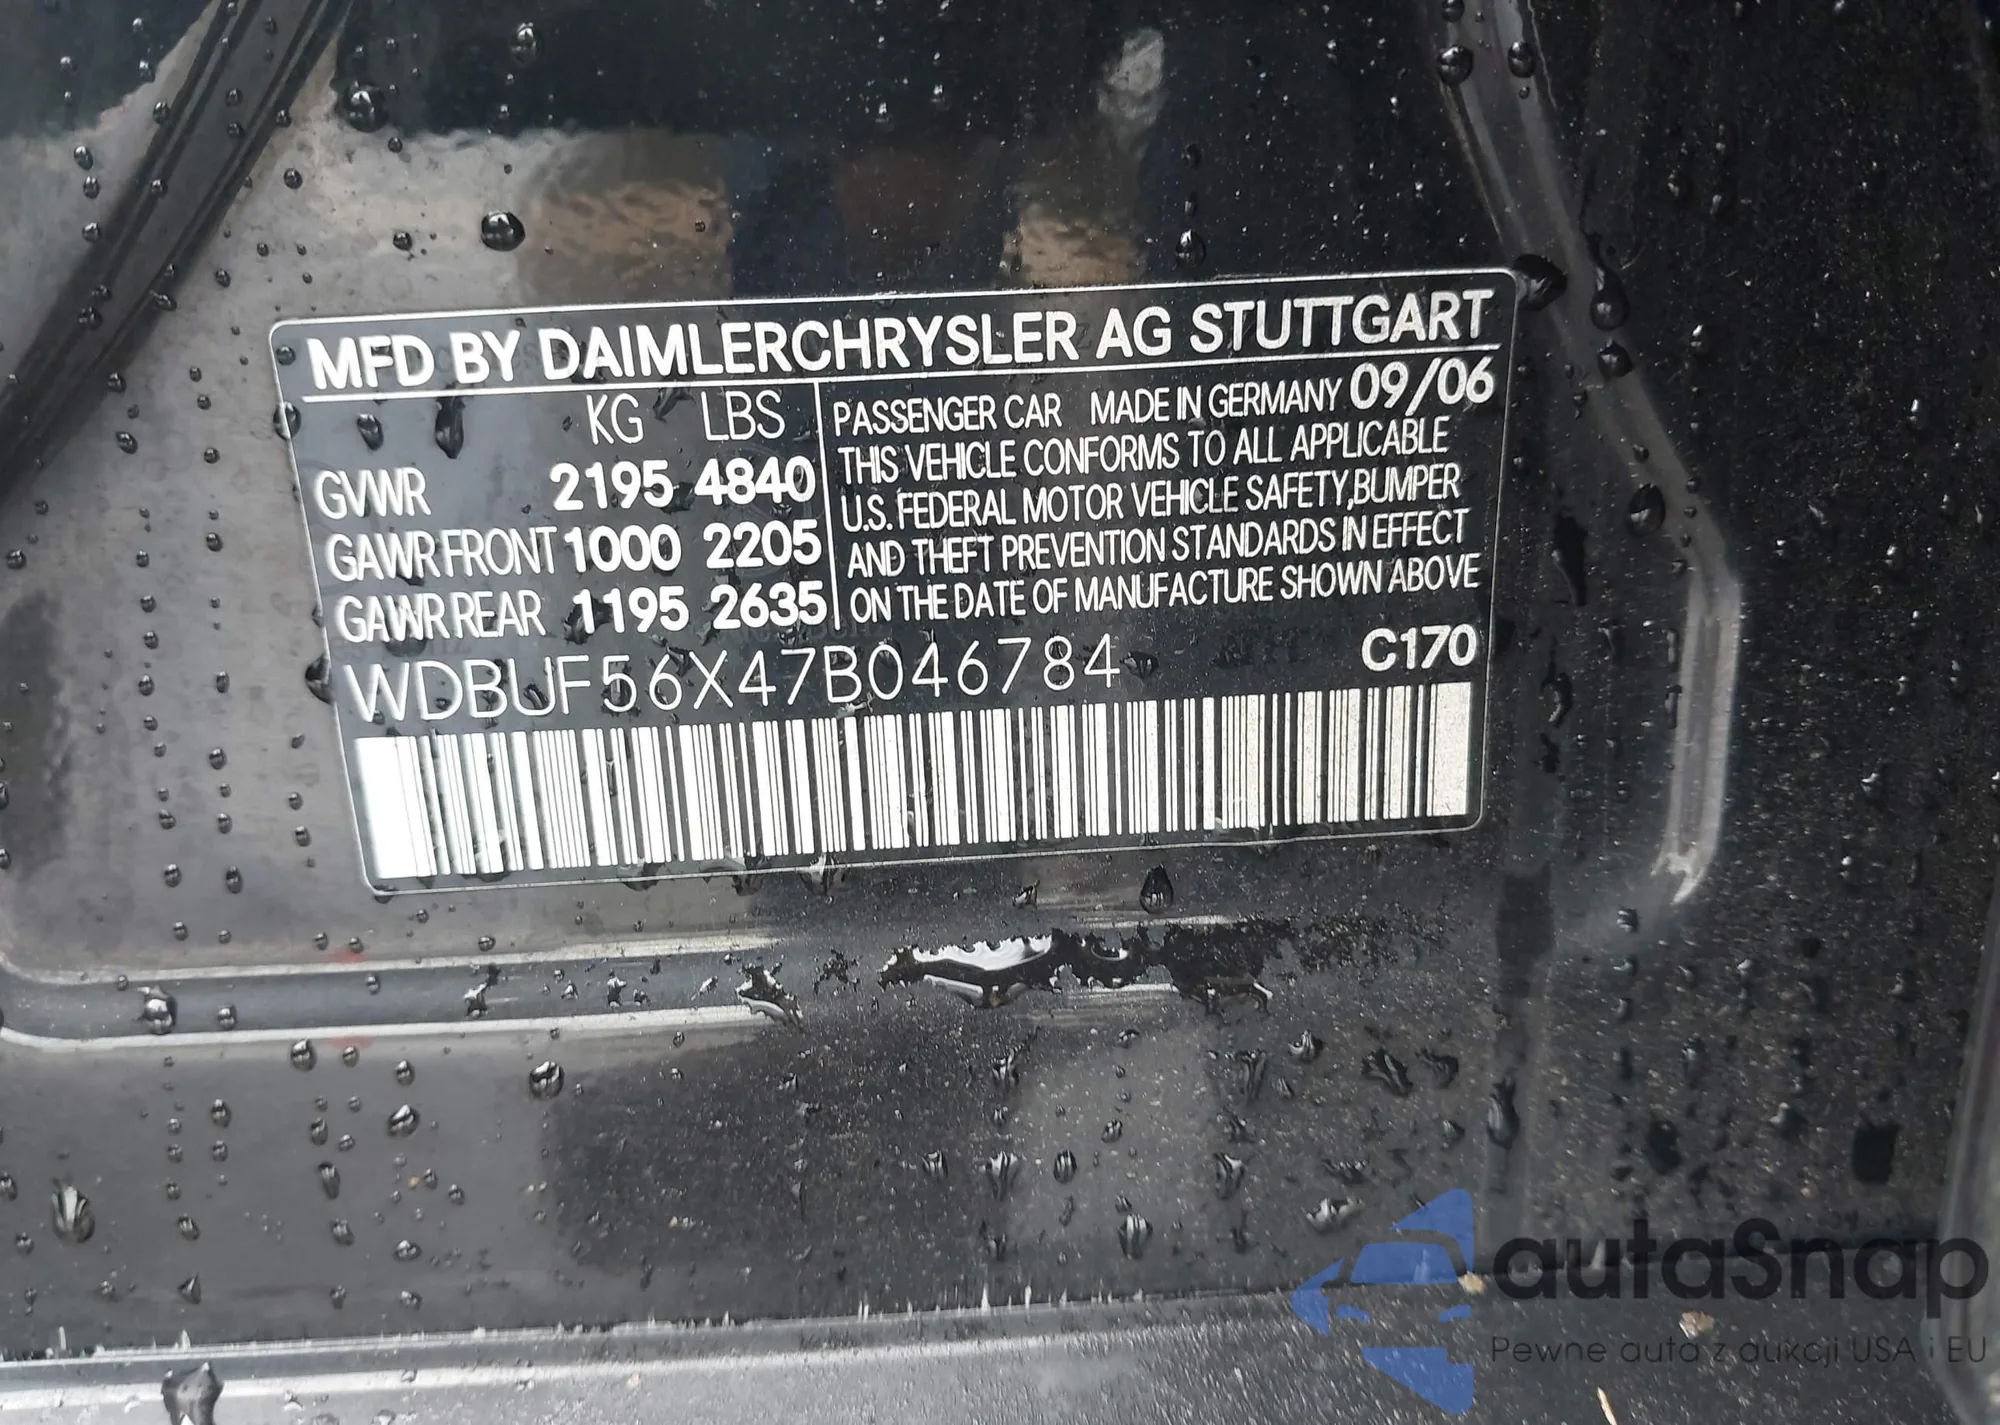 MFD BY DAIMLERCHRYSLER AG STUTTGART
KG LBS
GVWR 2195 4840
GAWR FRONT 1000 2205
GAWR REAR 1195 2635
PASSENGER CAR MADE IN GERMANY 09/06
THIS VEHICLE CONFORMS TO ALL APPLICABLE
U.S. FEDERAL MOTOR VEHICLE SAFETY,BUMPER
AND THEFT PREVENTION STANDARDS IN EFFECT
ON THE DATE OF MANUFACTURE SHOWN ABOVE
WDBUF56X47B046784 C170
autaSnap
Pewne auta z aukcji USA i EU